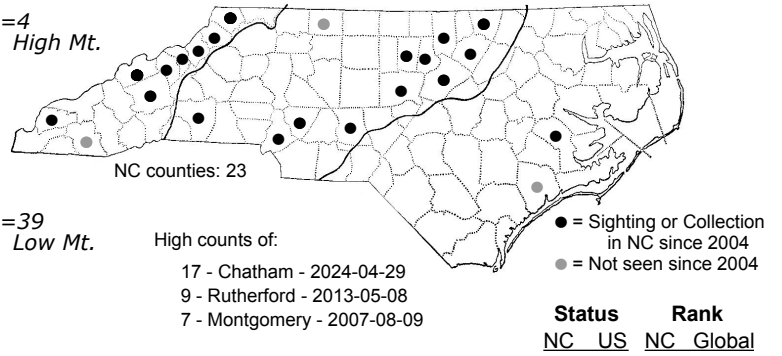 =4
High Mt.
NC counties: 23
=39
Low Mt.
High counts of:
17 - Chatham - 2024-04-29
9 - Rutherford - 2013-05-08
7 - Montgomery - 2007-08-09
= Sighting or Collection
in NC since 2004
= Not seen since 2004
Status Rank
NC US NC Global